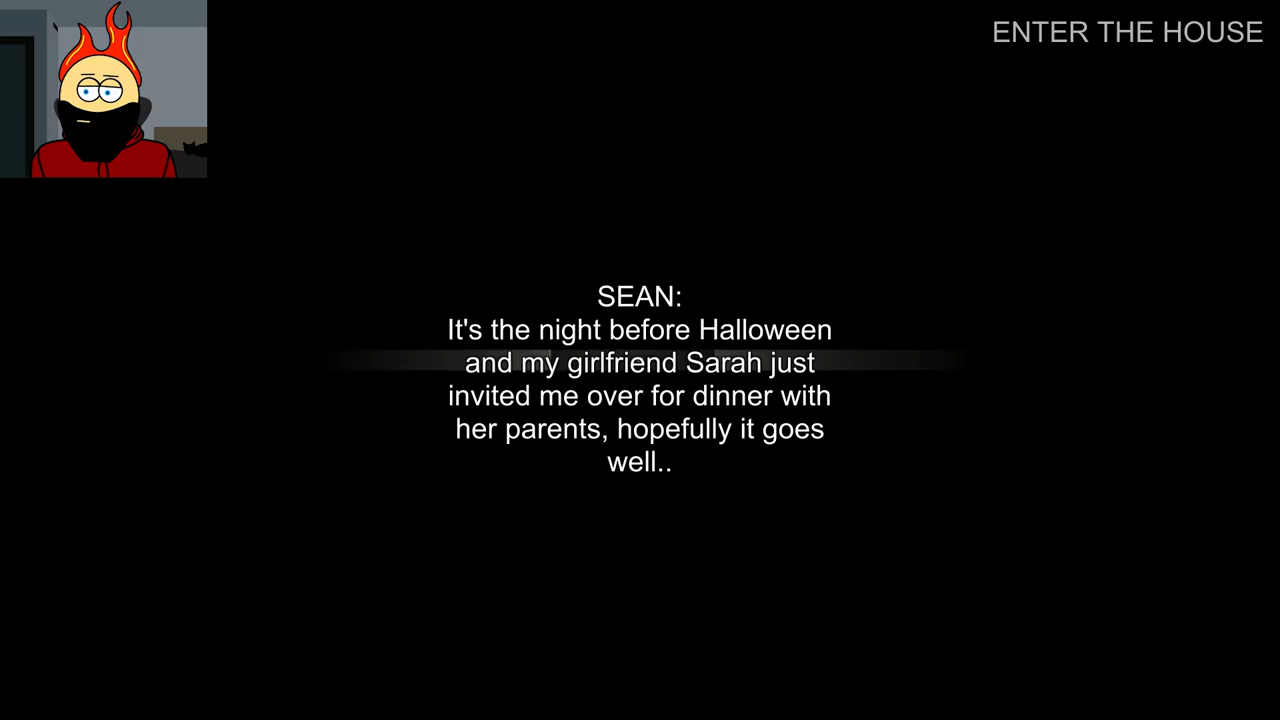 ENTER THE HOUSE
SEAN:
It's the night before Halloween
and my girlfriend Sarah just
invited me over for dinner with
her parents, hopefully it goes
well..